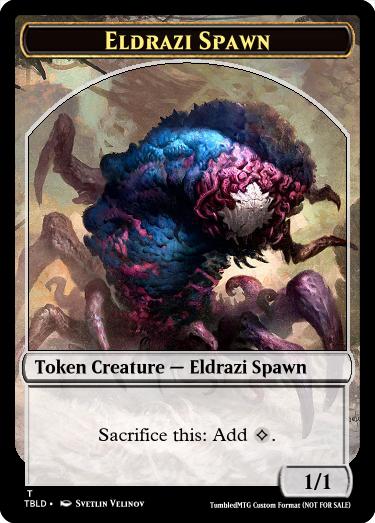 Eldrazi Spawn
Token Creature — Eldrazi Spawn
Sacrifice this: Add ◇.
1/1
T
TBLD • Svetlin Velinov
TumbledMTG Custom Format (NOT FOR SALE)